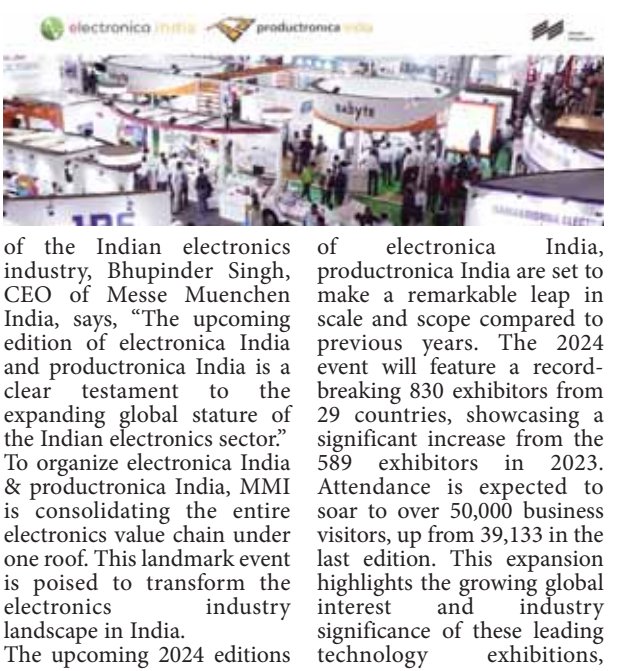 electronica india productronica india
sabyte
of the Indian electronics
industry, Bhupinder Singh,
CEO of Messe Muenchen
India, says, “The upcoming
edition of electronica India
and productronica India is a
clear testament to the
expanding global stature of
the Indian electronics sector.”
To organize electronica India
& productronica India, MMI
is consolidating the entire
electronics value chain under
one roof. This landmark event
is poised to transform the
electronics industry
landscape in India.
The upcoming 2024 editions
of electronica India,
productronica India are set to
make a remarkable leap in
scale and scope compared to
previous years. The 2024
event will feature a record-
breaking 830 exhibitors from
29 countries, showcasing a
significant increase from the
589 exhibitors in 2023.
Attendance is expected to
soar to over 50,000 business
visitors, up from 39,133 in the
last edition. This expansion
highlights the growing global
interest and industry
significance of these leading
technology exhibitions,